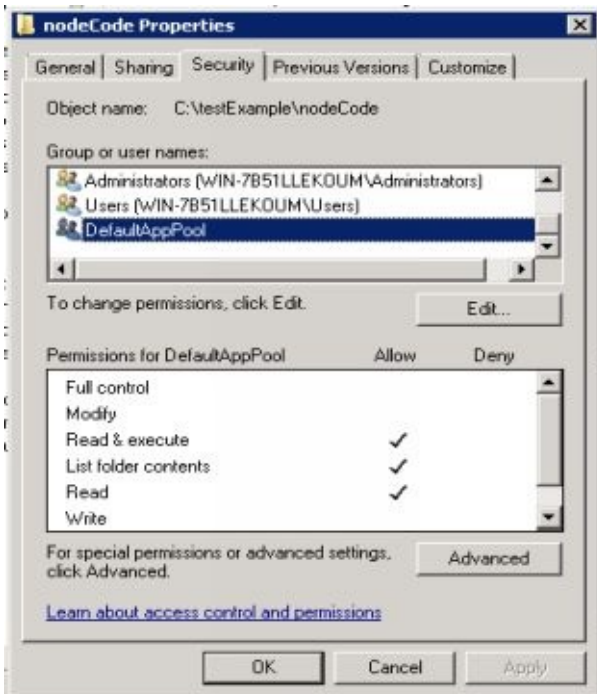 nodeCode Properties
General Sharing Security Previous Versions Customize
Object name: C:\testExample\nodeCode
Group or user names:
Administrators (WIN-7B51LLEKOUM\Administrators)
Users (WIN-7B51LLEKOUM\Users)
DefaultAppPool
To change permissions, click Edit.
Edit...
Permissions for DefaultAppPool Allow Deny
Full control
Modify
Read & execute
List folder contents
Read
Write
For special permissions or advanced settings,
click Advanced.
Advanced
Learn about access control and permissions
OK Cancel Apply